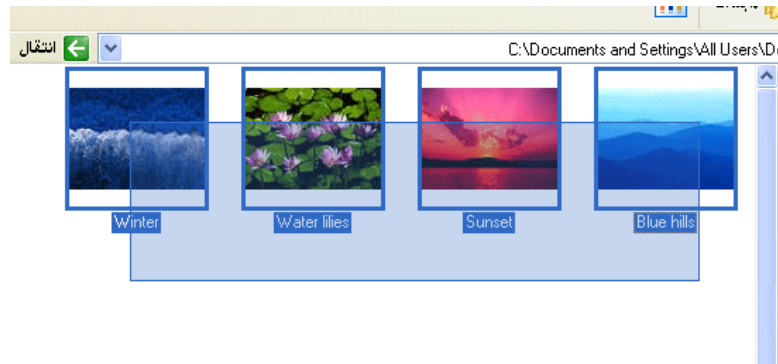 انتقال
C:\Documents and Settings\All Users\D
Winter
Water lilies
Sunset
Blue hills